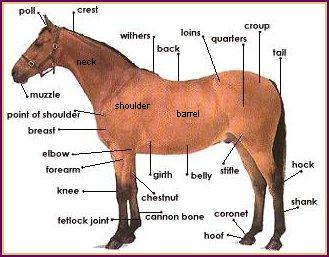 poll
crest
withers
loins
croup
back
quarters
tail
neck
muzzle
shoulder
barrel
point of shoulder
breast
elbow
forearm
girth
belly
stifle
hock
knee
chestnut
shank
fetlock joint
cannon bone
coronet
hoof